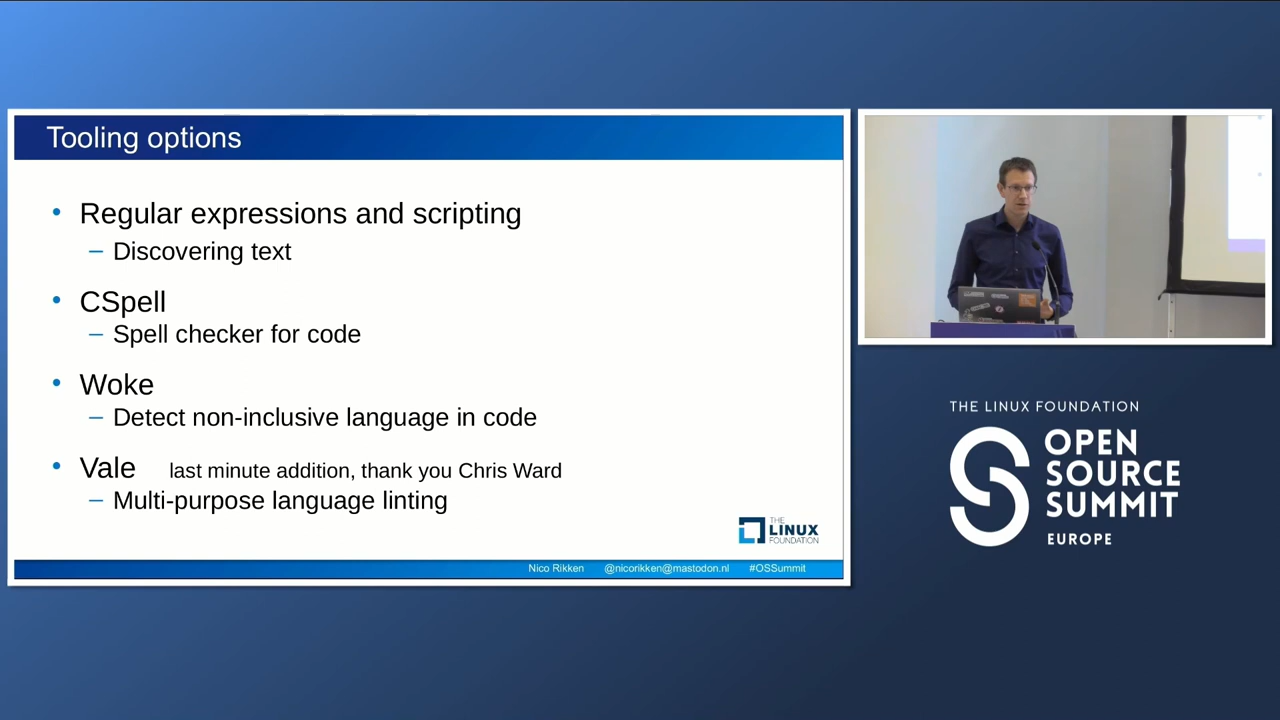 Tooling options
Regular expressions and scripting
– Discovering text
CSpell
– Spell checker for code
Woke
– Detect non-inclusive language in code
Vale last minute addition, thank you Chris Ward
– Multi-purpose language linting
THE
LINUX
FOUNDATION
Nico Rikken @nicorikken@mastodon.nl #OSSummit
THE LINUX FOUNDATION
OPEN
SOURCE
SUMMIT
EUROPE